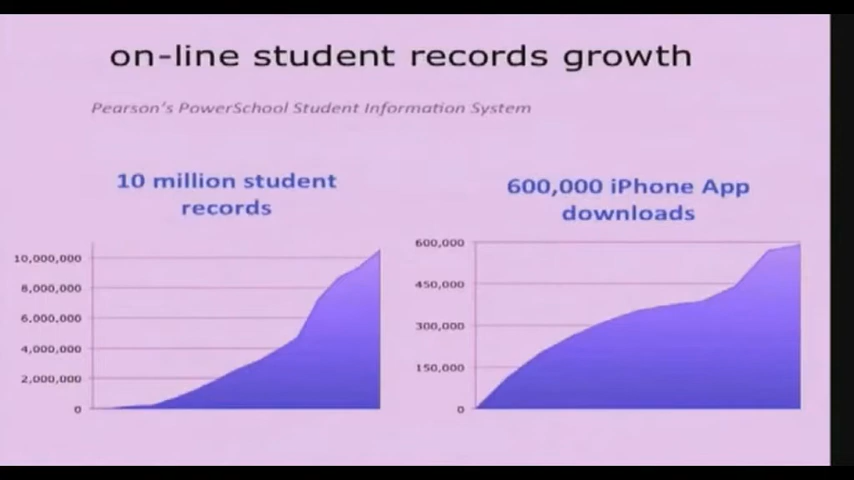 on-line student records growth
Pearson's PowerSchool Student Information System
10 million student
records
10,000,000
8,000,000
6,000,000
4,000,000
2,000,000
0
600,000 iPhone App
downloads
600,000
450,000
300,000
150,000
0